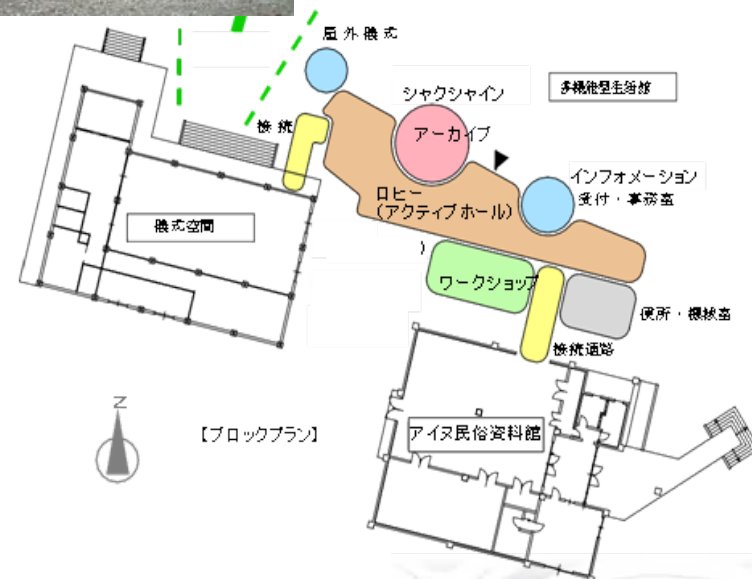 屋外儀式
シャクシャイン
アーカイブ
多機能型生活館
接続
インフォメーション
受付・事務室
ロビー
(アクティブホール)
儀式空間
)
ワークショップ
便所・機械室
接続通路
N
【ブロックプラン】
アイヌ民俗資料館